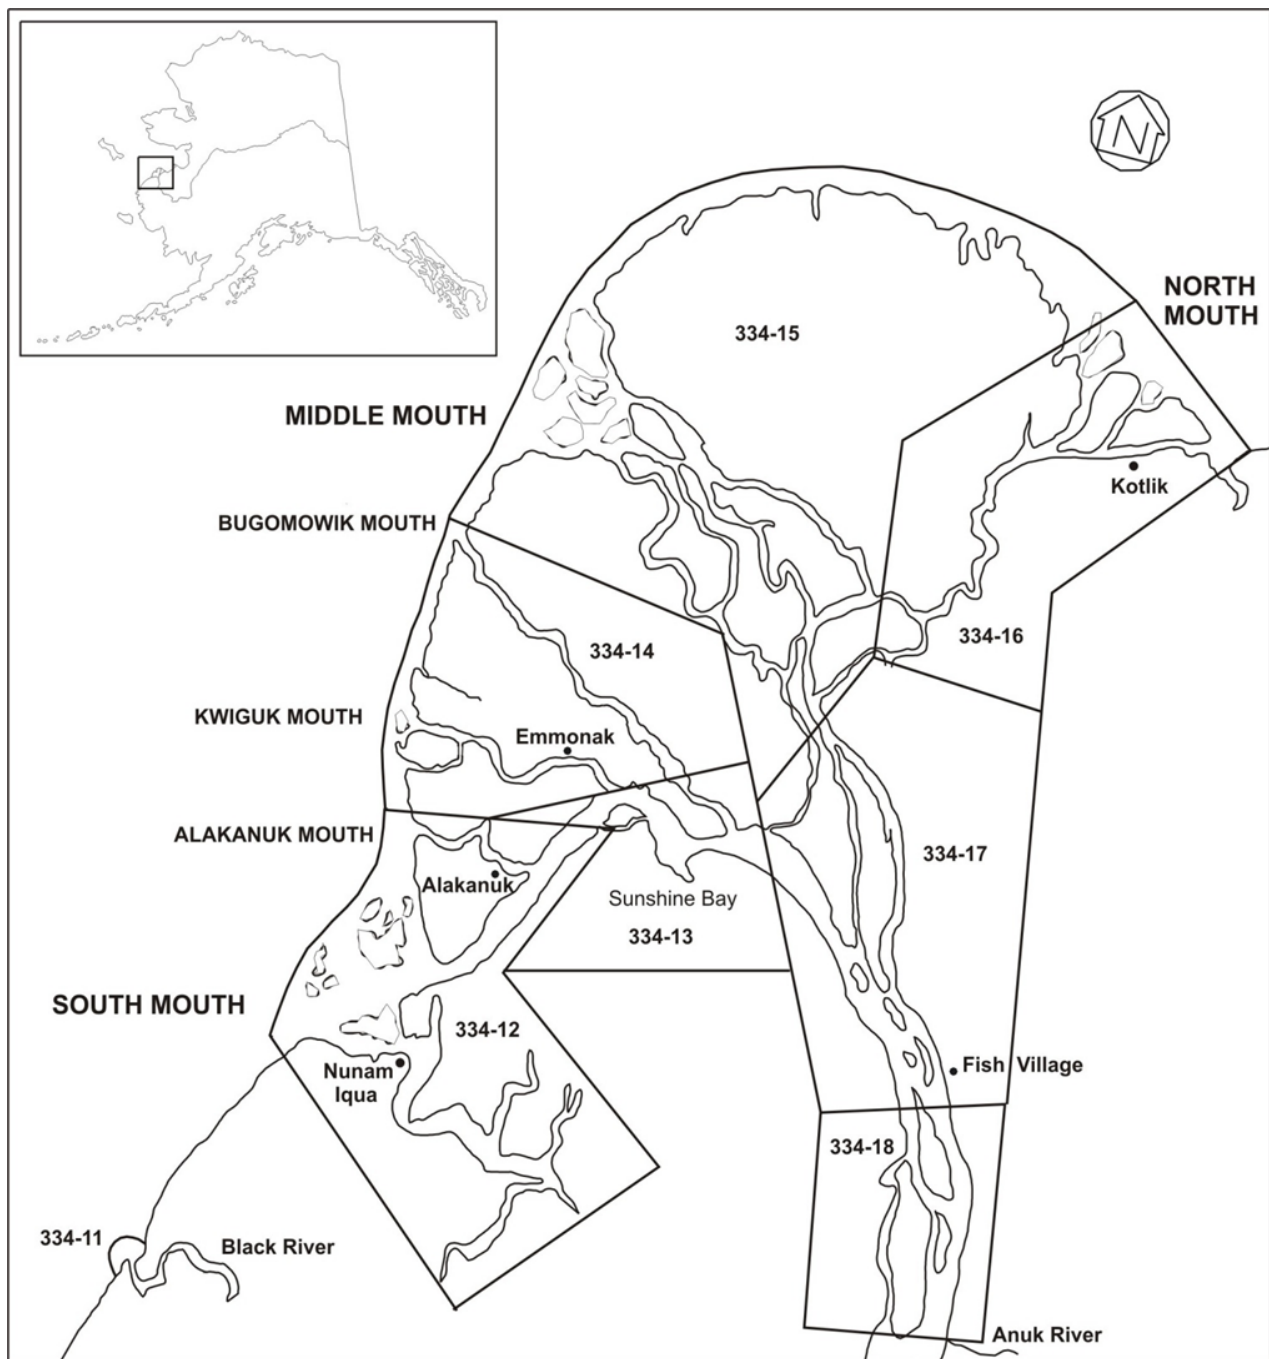 N
NORTH
MOUTH
334-15
MIDDLE MOUTH
Kotlik
BUGOMOWIK MOUTH
334-16
334-14
KWIGUK MOUTH
Emmonak
ALAKANUK MOUTH
334-17
Alakanuk
Sunshine Bay
334-13
SOUTH MOUTH
334-12
Nunam
Iqua
Fish Village
334-18
334-11
Black River
Anuk River